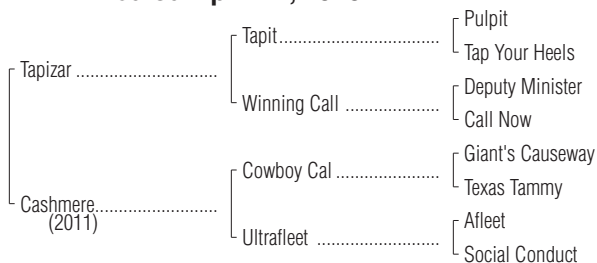 Pulpit
Tapit
Tap Your Heels
Tapizar
Deputy Minister
Winning Call
Call Now
Giant's Causeway
Cowboy Cal
Texas Tammy
Cashmere
(2011)
Afleet
Ultrafleet
Social Conduct